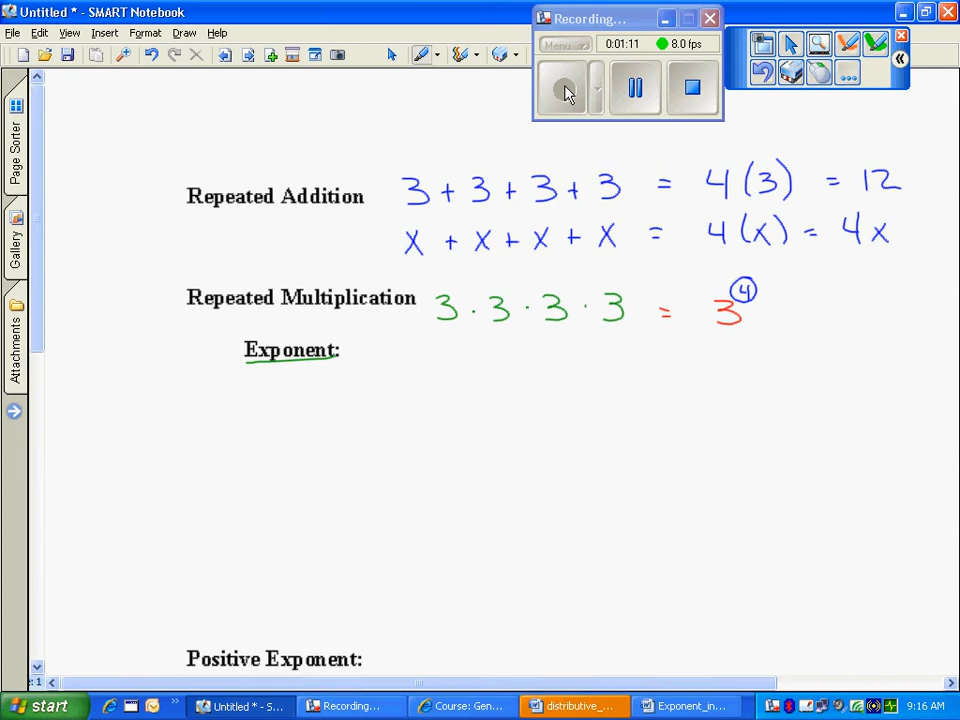 Untitled * - SMART Notebook
File Edit View Insert Format Draw Help
Recording...
Menu 0:01:11 8.0 fps
Page Sorter
Gallery
Attachments
Repeated Addition 3 + 3 + 3 + 3 = 4(3) = 12
x + x + x + x = 4(x) = 4x
Repeated Multiplication 3 · 3 · 3 · 3 = 3⁴
Exponent:
Positive Exponent:
start Untitled * - S... Recording... Course: Gen... distributive_... Exponent_in... 9:16 AM